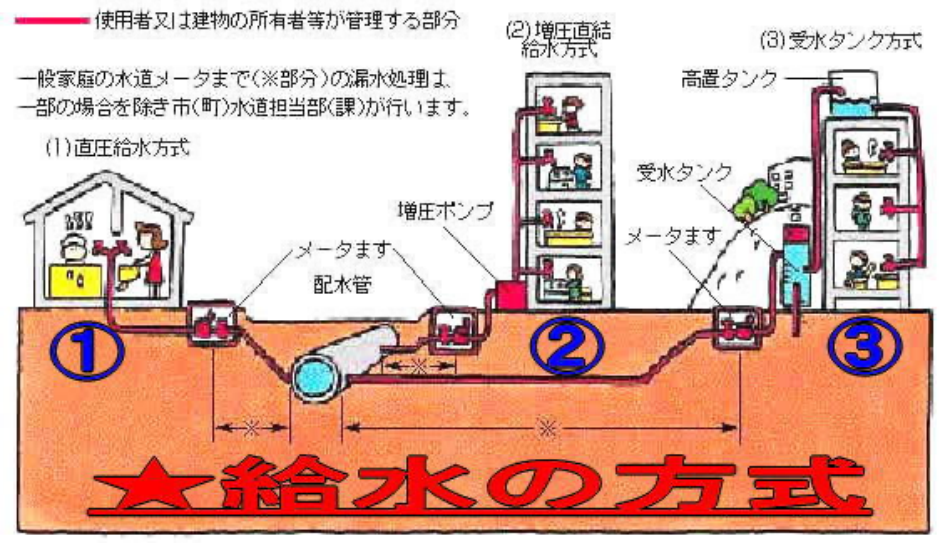 使用者又は建物の所有者等が管理する部分
一般家庭の水道メータまで(※部分)の漏水処理は、
一部の場合を除き市(町)水道担当部(課)が行います。
(1)直圧給水方式
(2)増圧直結
給水方式
(3)受水タンク方式
高置タンク
受水タンク
増圧ポンプ
メータます
メータます
配水管
①
②
③
※
※
※
★給水の方式